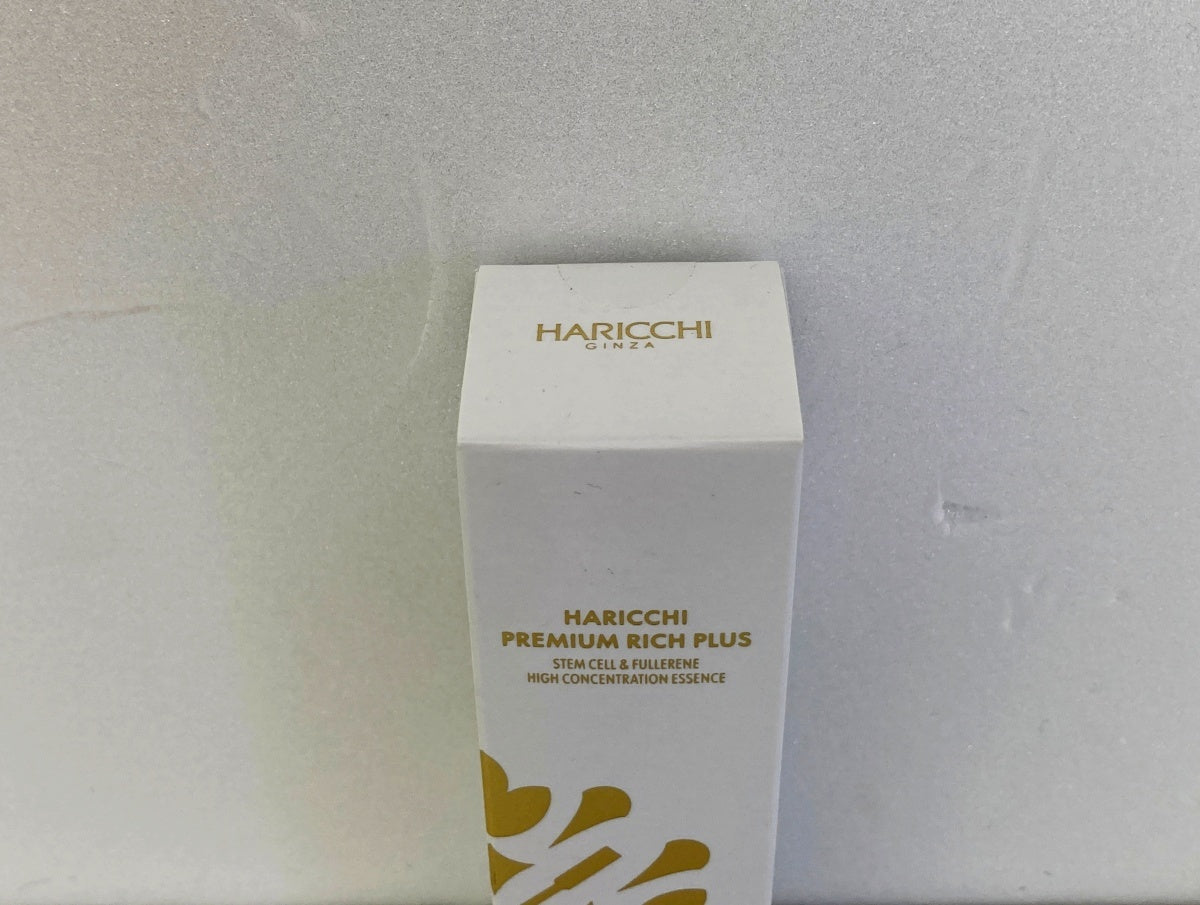 HARICCHI
GINZA
HARICCHI
PREMIUM RICH PLUS
STEM CELL & FULLERENE
HIGH CONCENTRATION ESSENCE